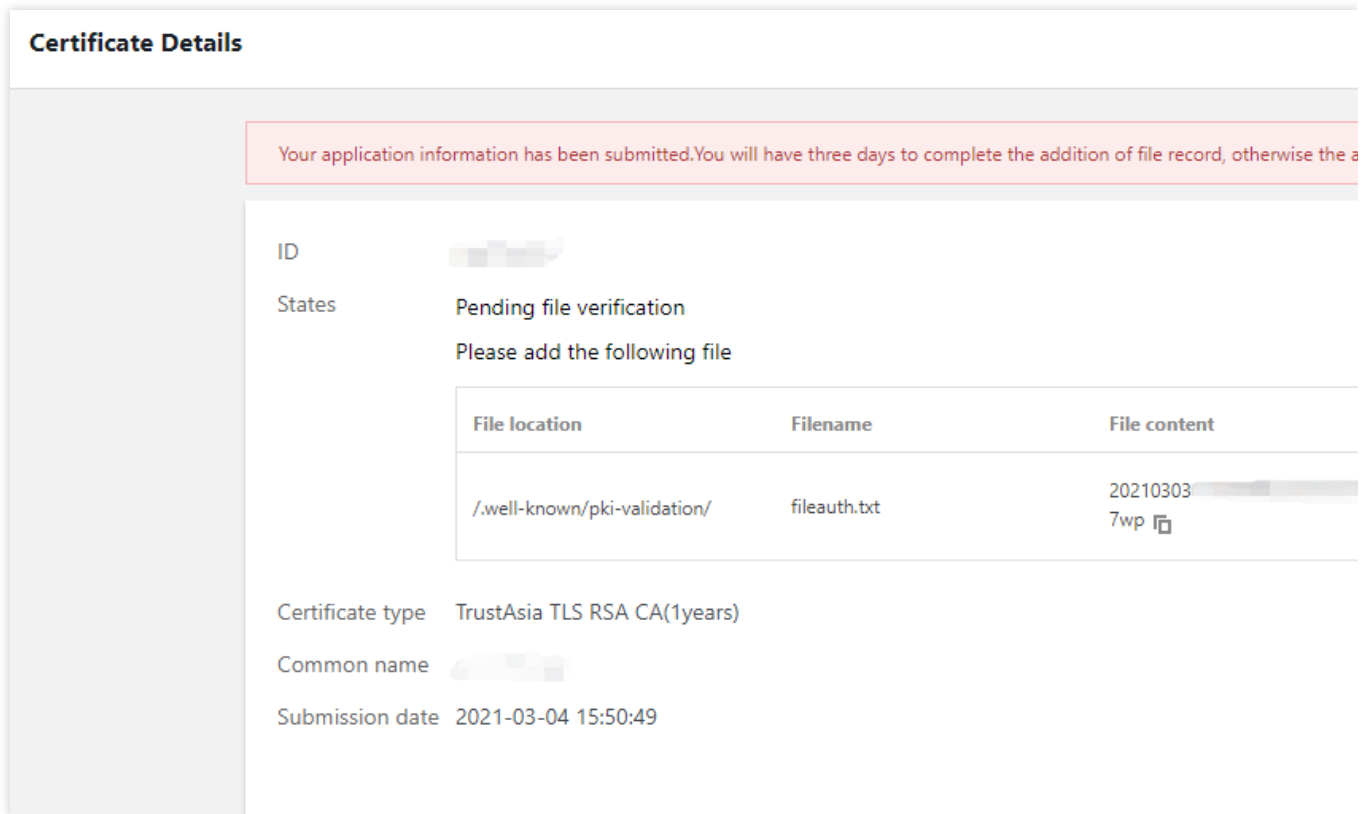 Certificate Details
Your application information has been submitted.You will have three days to complete the addition of file record, otherwise the a
ID
States
Pending file verification
Please add the following file
File location
Filename
File content
/.well-known/pki-validation/
fileauth.txt
20210303
7wp
Certificate type
TrustAsia TLS RSA CA(1years)
Common name
Submission date
2021-03-04 15:50:49